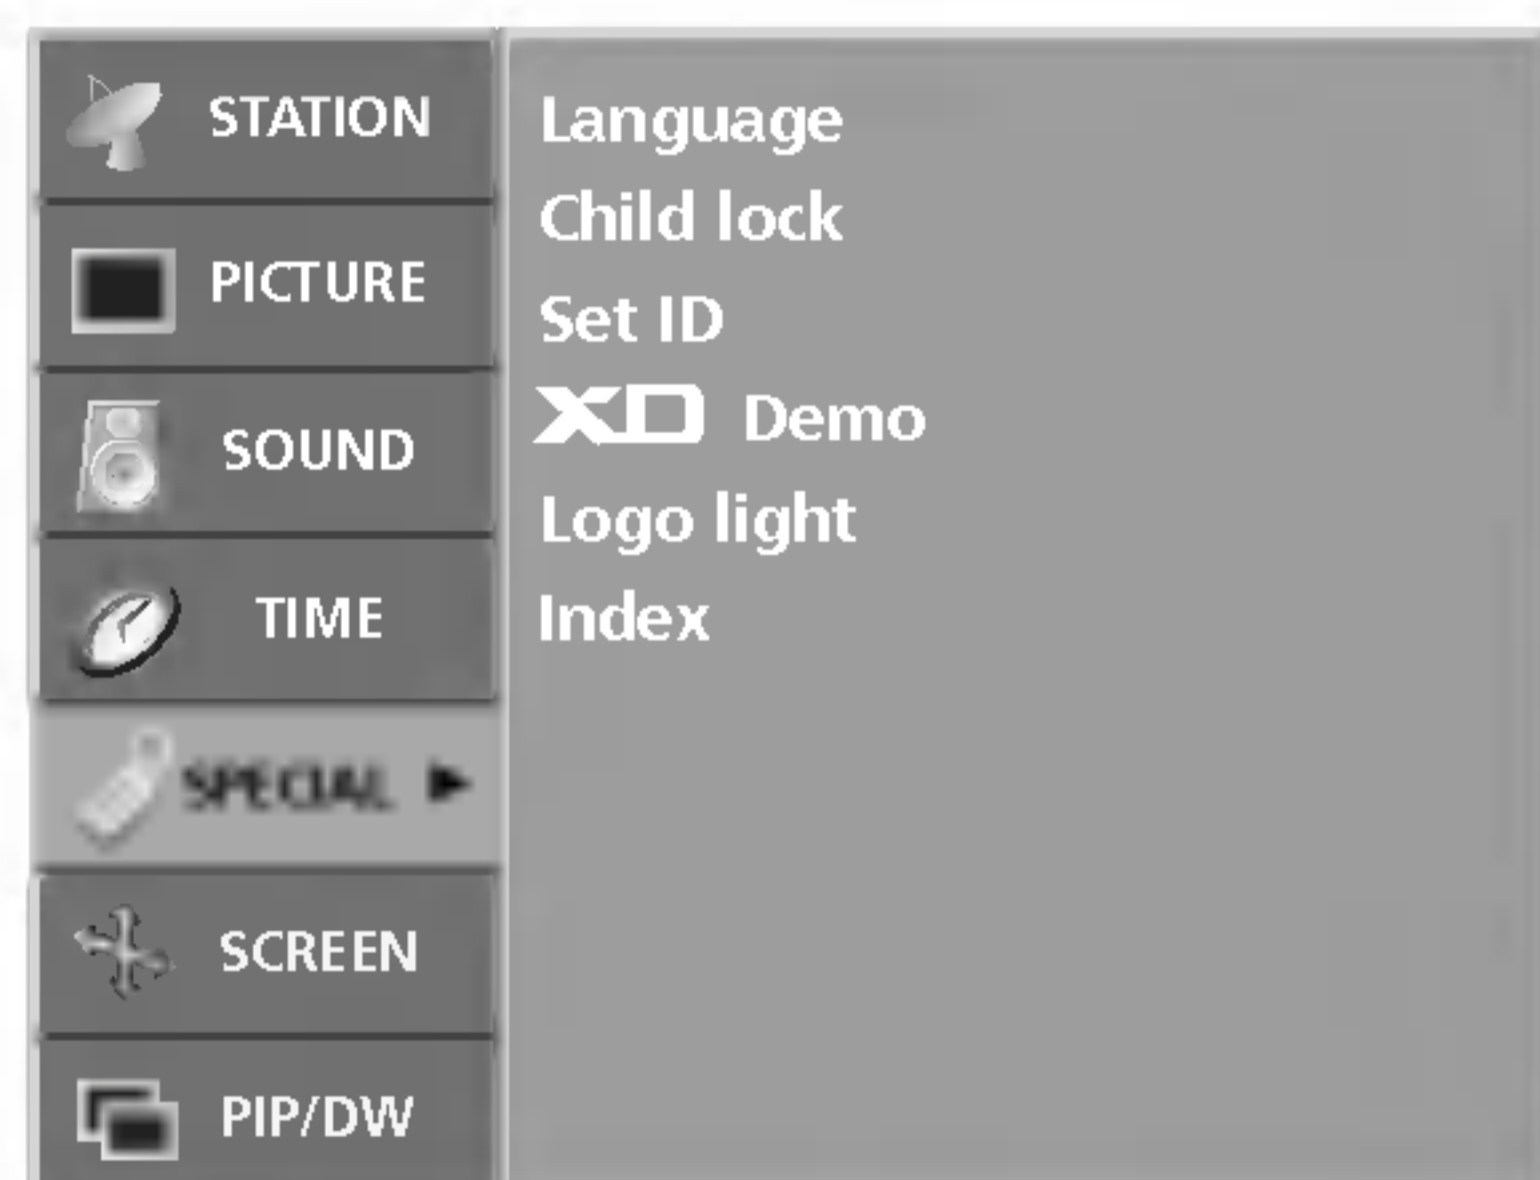 STATION
PICTURE
SOUND
TIME
SPECIAL ►
SCREEN
PIP/DW
Language
Child lock
Set ID
XD Demo
Logo light
Index